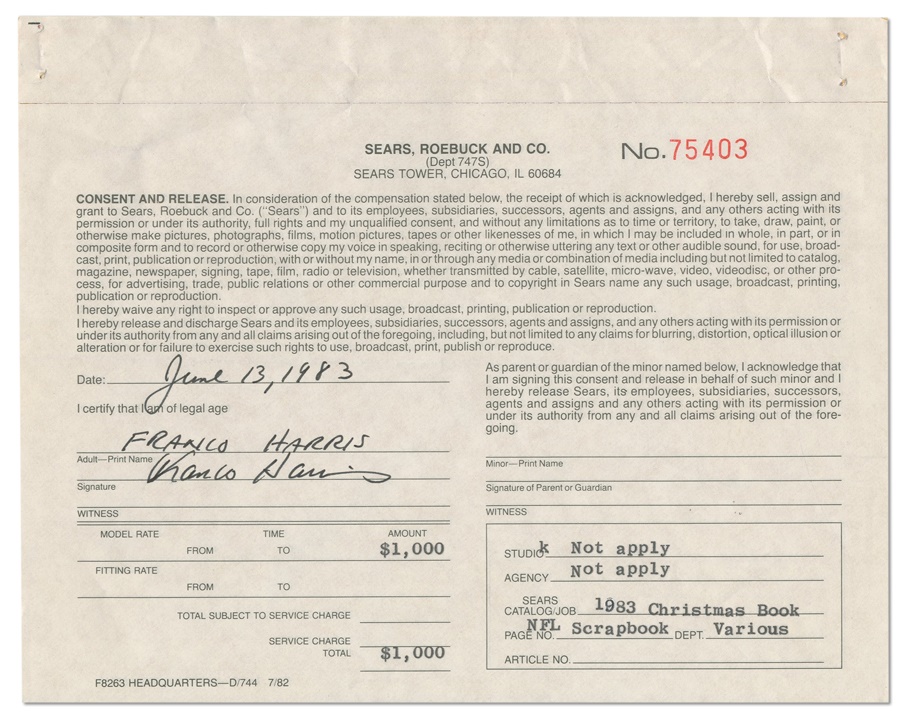 SEARS, ROEBUCK AND CO.
(Dept 747S)
SEARS TOWER, CHICAGO, IL 60684
No. 75403
CONSENT AND RELEASE. In consideration of the compensation stated below, the receipt of which is acknowledged, I hereby sell, assign and
grant to Sears, Roebuck and Co. ("Sears") and to its employees, subsidiaries, successors, agents and assigns, and any others acting with its
permission or under its authority, full rights and my unqualified consent, and without any limitations as to time or territory, to take, draw, paint, or
otherwise make pictures, photographs, films, motion pictures, tapes or other likenesses of me, in which I may be included in whole, in part, or in
composite form and to record or otherwise copy my voice in speaking, reciting or otherwise uttering any text or other audible sound, for use, broad-
cast, print, publication or reproduction, with or without my name, in or through any media or combination of media including but not limited to catalog,
magazine, newspaper, signing, tape, film, radio or television, whether transmitted by cable, satellite, micro-wave, video, videodisc, or other pro-
cess, for advertising, trade, public relations or other commercial purpose and to copyright in Sears name any such usage, broadcast, printing,
publication or reproduction.
I hereby waive any right to inspect or approve any such usage, broadcast, printing, publication or reproduction.
I hereby release and discharge Sears and its employees, subsidiaries, successors, agents and assigns, and any others acting with its permission or
under its authority from any and all claims arising out of the foregoing, including, but not limited to any claims for blurring, distortion, optical illusion or
alteration or for failure to exercise such rights to use, broadcast, print, publish or reproduce.
Date: June 13, 1983
I certify that I am of legal age
FRANCO HARRIS
Adult—Print Name
Franco Harris
Signature
WITNESS
As parent or guardian of the minor named below, I acknowledge that
I am signing this consent and release in behalf of such minor and I
hereby release Sears, its employees, subsidiaries, successors,
agents and assigns and any others acting with its permission or
under its authority from any and all claims arising out of the fore-
going.
Minor—Print Name
Signature of Parent or Guardian
WITNESS
MODEL RATE TIME AMOUNT
FROM TO $1,000
FITTING RATE
FROM TO
TOTAL SUBJECT TO SERVICE CHARGE
SERVICE CHARGE
TOTAL $1,000
STUDIO k Not apply
AGENCY Not apply
SEARS
CATALOG/JOB 1983 Christmas Book
PAGE NO. NFL Scrapbook DEPT. Various
ARTICLE NO.
F8263 HEADQUARTERS—D/744 7/82